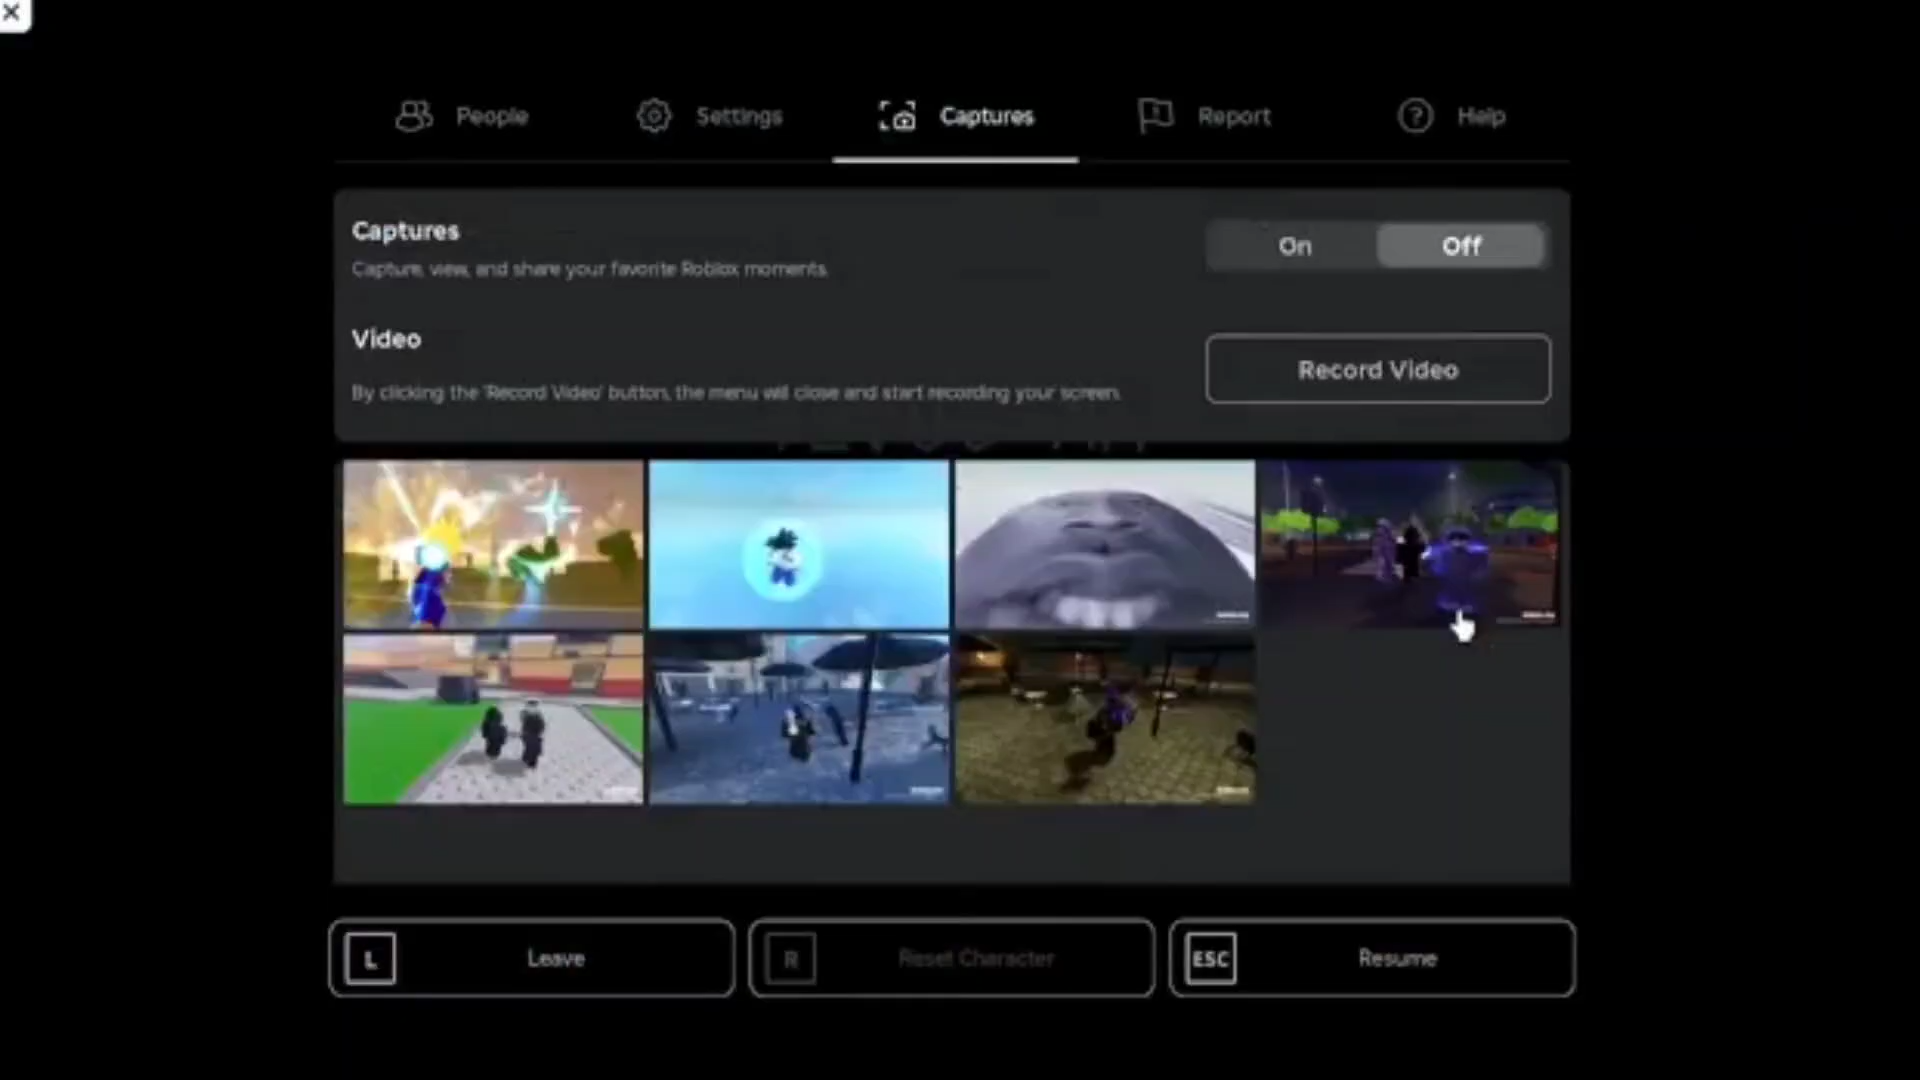 People Settings Captures Report Help
Captures
Capture, view, and share your favorite Roblox moments.
On Off
Video
By clicking the 'Record Video' button, the menu will close and start recording your screen.
Record Video
L Leave
R Reset Character
ESC Resume